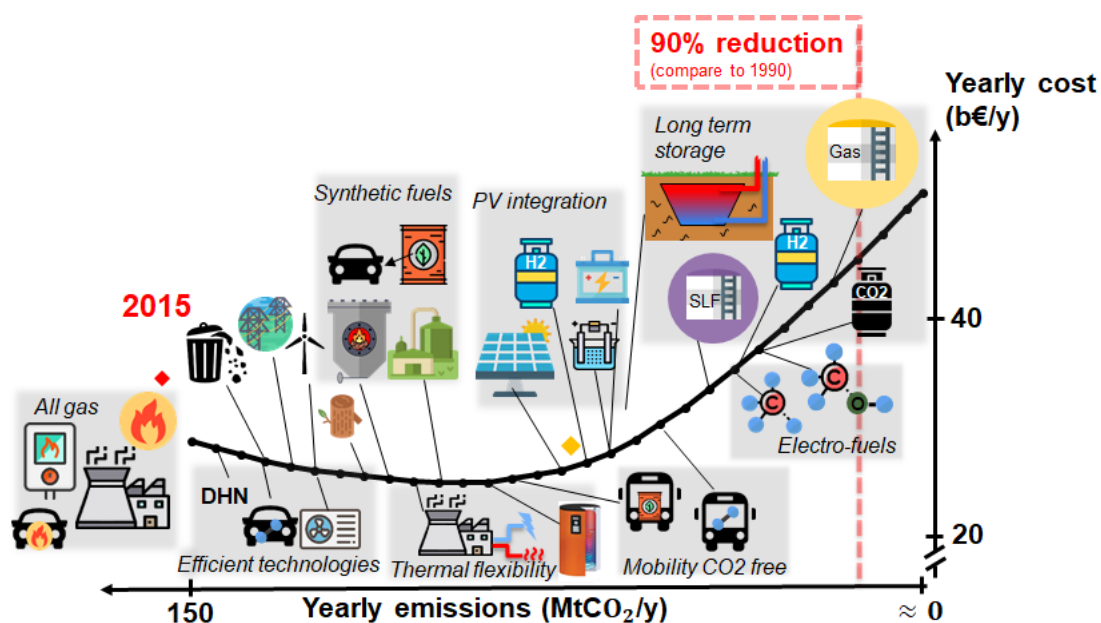 90% reduction
(compare to 1990)
Yearly cost
(b€/y)
Long term
storage
Gas
Synthetic fuels
PV integration
H2
H2
SLF
CO2
2015
40
All gas
C
C
O
Electro-fuels
DHN
20
Efficient technologies
Thermal flexibility
Mobility CO2 free
150
Yearly emissions (MtCO₂/y)
≈ 0